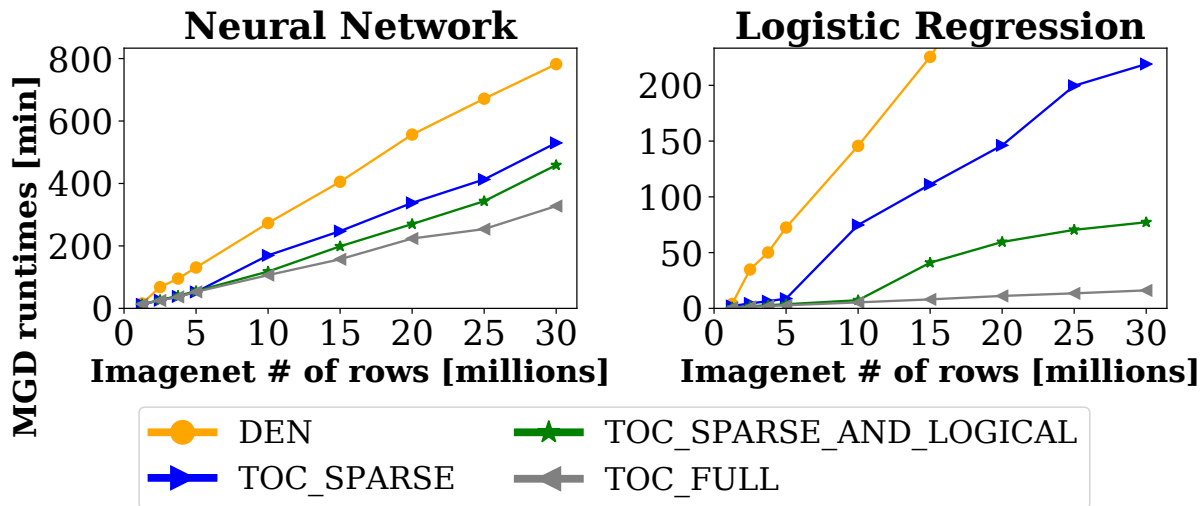 Neural Network
800
600
400
200
0
0 5 10 15 20 25 30
Imagenet # of rows [millions]
MGD runtimes [min]
Logistic Regression
200
150
100
50
0
0 5 10 15 20 25 30
Imagenet # of rows [millions]
DEN
TOC_SPARSE
TOC_SPARSE_AND_LOGICAL
TOC_FULL